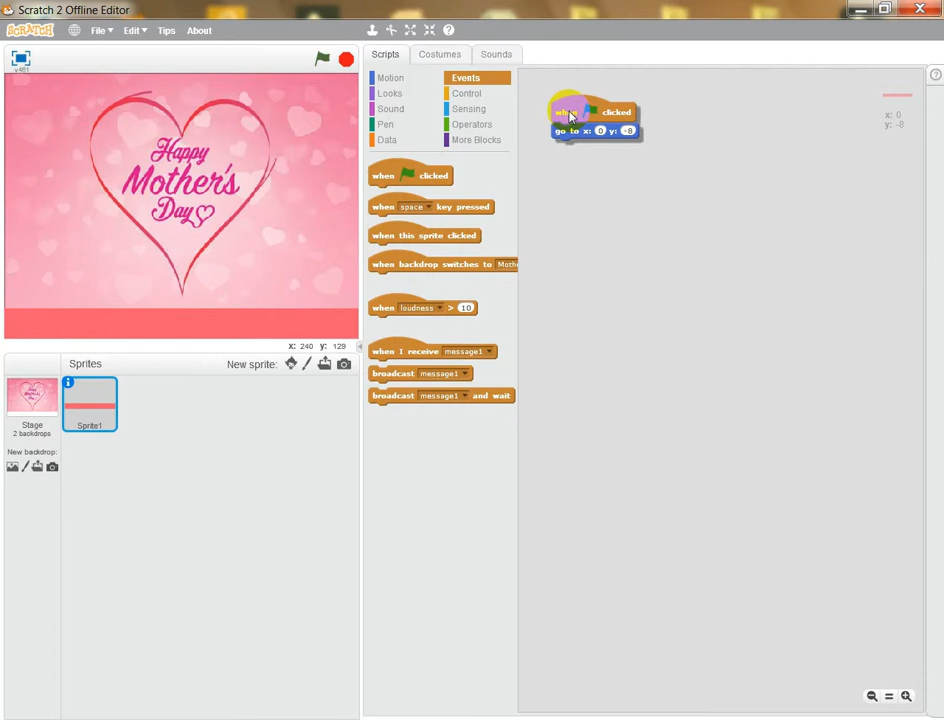 Scratch 2 Offline Editor
SCRATCH File Edit Tips About
v461
Happy
Mother's
Day
x: 240 y: 129
Sprites New sprite:
Stage
2 backdrops
New backdrop:
Sprite1
Scripts Costumes Sounds
Motion Events
Looks Control
Sound Sensing
Pen Operators
Data More Blocks
when clicked
when space key pressed
when this sprite clicked
when backdrop switches to
when loudness > 10
when I receive message1
broadcast message1
broadcast message1 and wait
when clicked
go to x: 0 y: -8
x: 0
y: -8